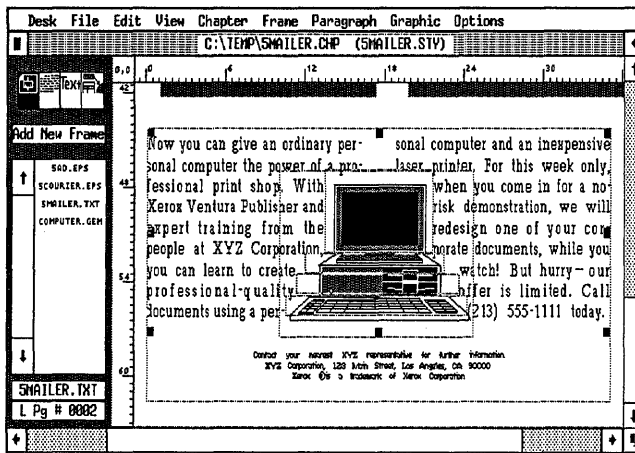 Desk File Edit View Chapter Frame Paragraph Graphic Options
C:\TEMP\5MAILER.CHP (5MAILER.STY)
0,0 0 6 12 18 24 30
42
Text
Add New Frame
5AD.EPS
5COURIER.EPS
5MAILER.TXT
COMPUTER.GEM
48
54
60
5MAILER.TXT
L Pg # 0002
Now you can give an ordinary per-
sonal computer the power of a pro-
fessional print shop. With
Xerox Ventura Publisher and
expert training from the
people at XYZ Corporation,
you can learn to create
professional-quality
documents using a per-
sonal computer and an inexpensive
laser printer. For this week only,
when you come in for a no-
risk demonstration, we will
redesign one of your cor
porate documents, while you
watch! But hurry—our
offer is limited. Call
(213) 555-1111 today.
Contact your nearest XYZ representative for further information.
XYZ Corporation, 123 Main Street, Los Angeles, CA 90000
Xerox ®is a trademark of Xerox Corporation